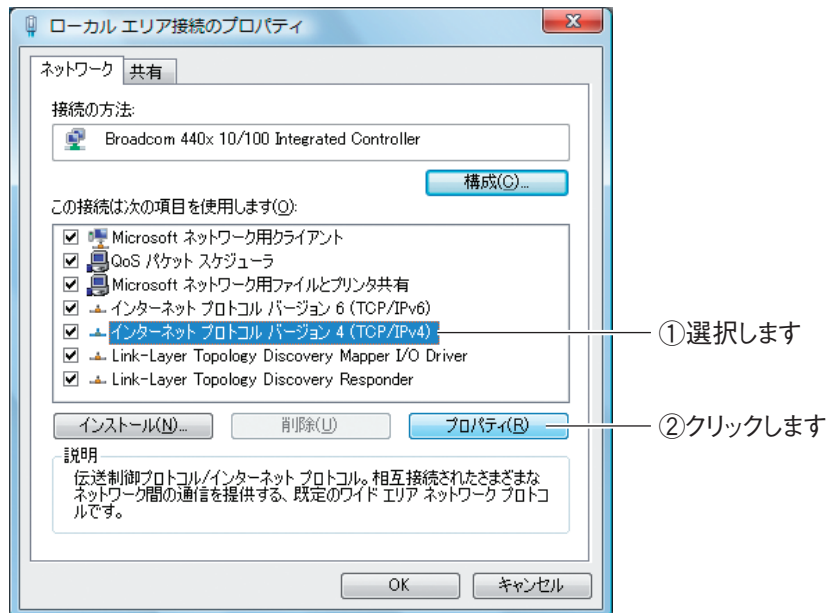 ローカル エリア接続のプロパティ
ネットワーク 共有
接続の方法:
Broadcom 440x 10/100 Integrated Controller
構成(C)...
この接続は次の項目を使用します(O):
Microsoft ネットワーク用クライアント
QoS パケット スケジューラ
Microsoft ネットワーク用ファイルとプリンタ共有
インターネット プロトコル バージョン 6 (TCP/IPv6)
インターネット プロトコル バージョン 4 (TCP/IPv4)
①選択します
Link-Layer Topology Discovery Mapper I/O Driver
Link-Layer Topology Discovery Responder
インストール(N)... 削除(U) プロパティ(R)
②クリックします
説明
伝送制御プロトコル/インターネット プロトコル。相互接続されたさまざまな
ネットワーク間の通信を提供する、既定のワイド エリア ネットワーク プロトコ
ルです。
OK キャンセル